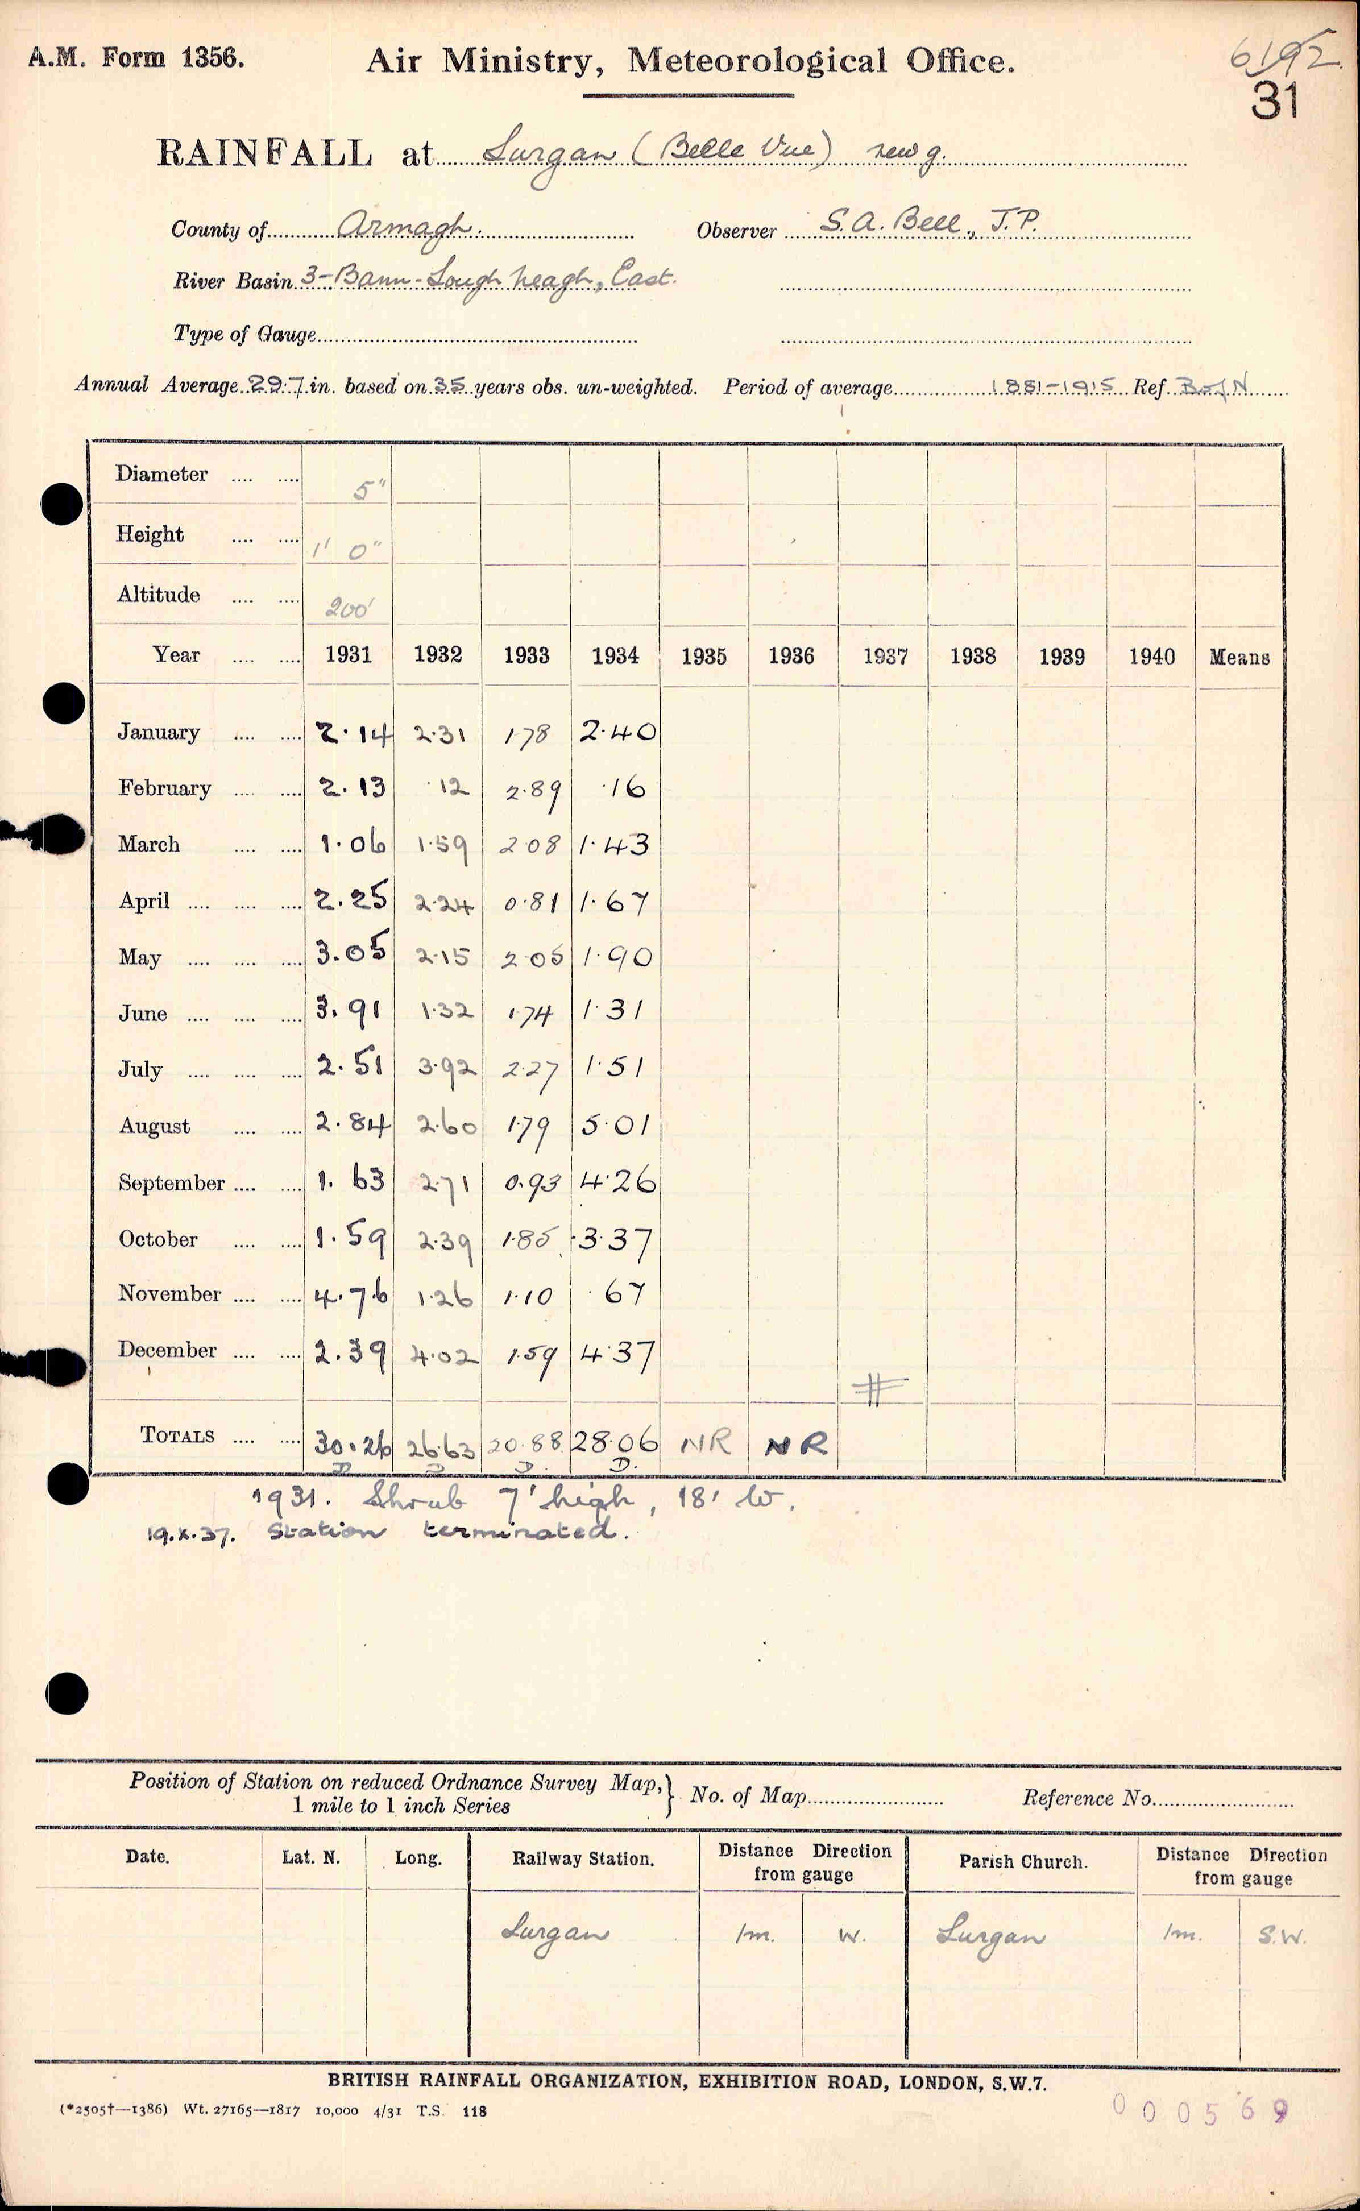 A.M. Form 1356. Air Ministry, Meteorological Office. 6192
31
RAINFALL at Lurgan (Belle Vue) new g.
County of Armagh. Observer S.A. Bell, J.P.
River Basin 3-Bann-Lough Neagh, East.
Type of Gauge
Annual Average 29.7 in. based on 35 years obs. un-weighted. Period of average 1881-1915 Ref. B of N
Diameter 5"
Height 1' 0"
Altitude 200'
Year 1931 1932 1933 1934 1935 1936 1937 1938 1939 1940 Means
January 2.14 2.31 1.78 2.40
February 2.13 .12 2.89 .16
March 1.06 1.59 2.08 1.43
April 2.25 2.24 0.81 1.67
May 3.05 2.15 2.05 1.90
June 3.91 1.32 1.74 1.31
July 2.51 3.92 2.27 1.51
August 2.84 2.60 1.79 5.01
September 1.63 2.71 0.93 4.26
October 1.59 2.39 1.85 3.37
November 4.76 1.26 1.10 .67
December 2.39 4.02 1.59 4.37
TOTALS 30.26 26.63 20.88 28.06 NR NR
D D D. D.
1931. Shrub 7' high, 18' W.
19.X.37. Station terminated.
Position of Station on reduced Ordnance Survey Map,} No. of Map Reference No.
1 mile to 1 inch Series
Date. Lat. N. Long. Railway Station. Distance Direction from gauge Parish Church. Distance Direction from gauge
Lurgan 1m. W. Lurgan 1m. S.W.
BRITISH RAINFALL ORGANIZATION, EXHIBITION ROAD, LONDON, S.W.7.
(*2505†—1386) Wt. 27165—1817 10,000 4/31 T.S. 118
000569